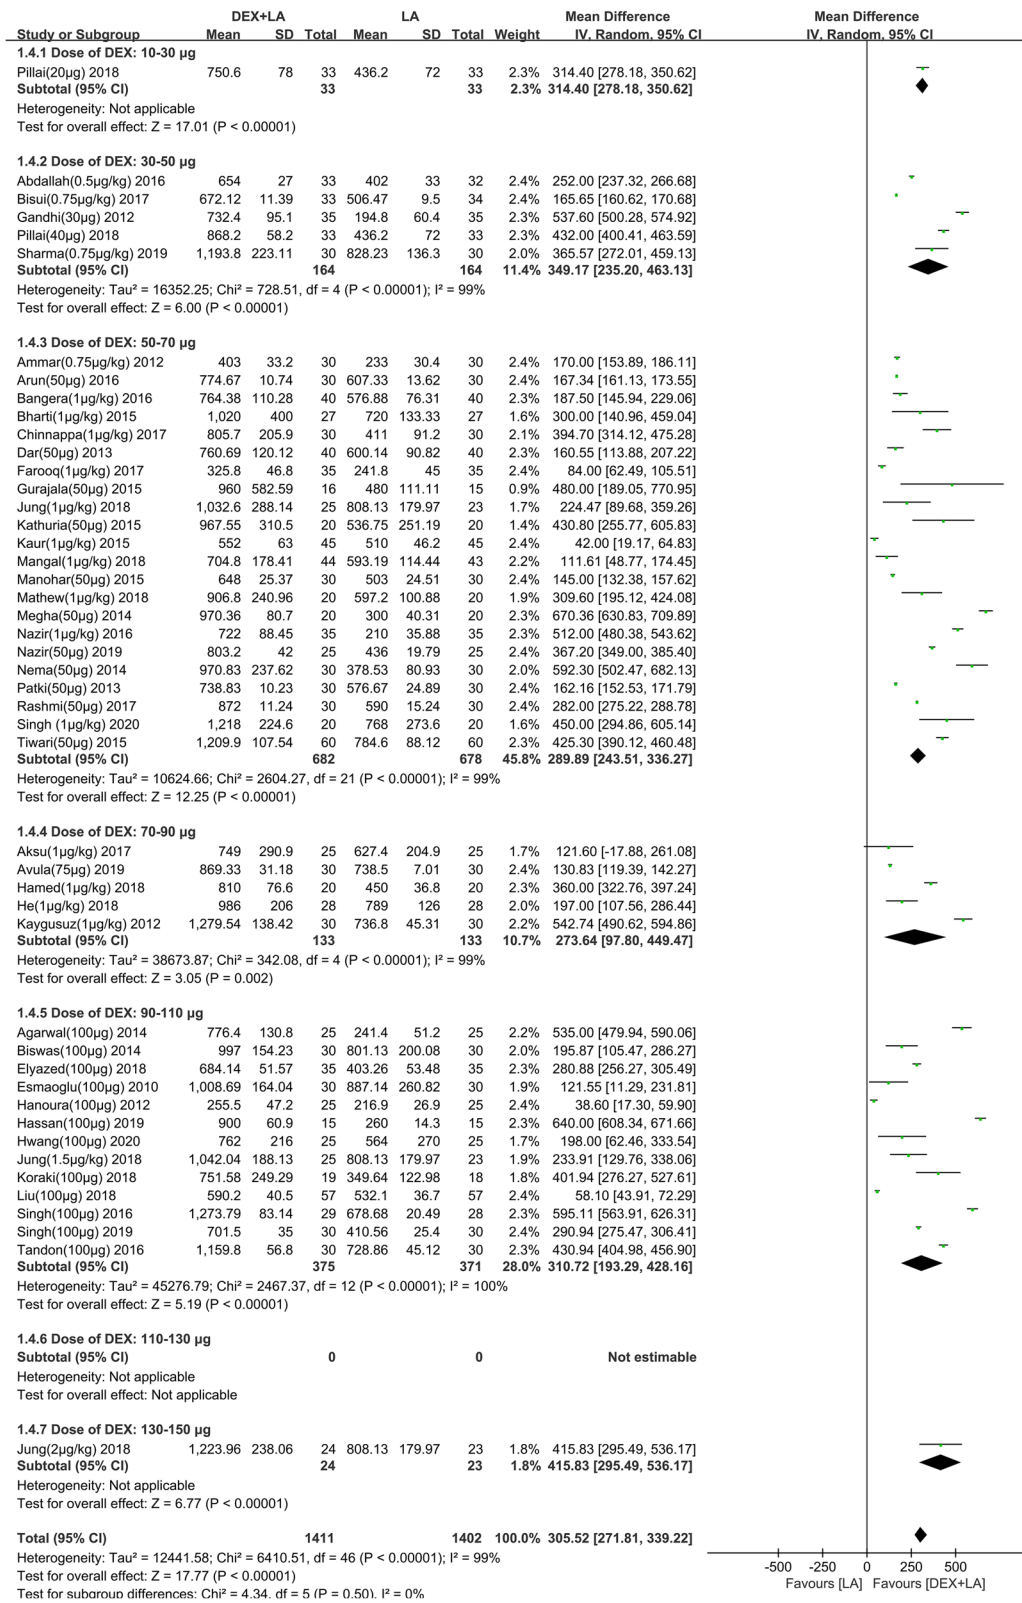 DEX+LA LA Mean Difference Mean Difference
Study or Subgroup Mean SD Total Mean SD Total Weight IV, Random, 95% CI IV, Random, 95% CI
1.4.1 Dose of DEX: 10-30 µg
Pillai(20µg) 2018 750.6 78 33 436.2 72 33 2.3% 314.40 [278.18, 350.62]
Subtotal (95% CI) 33 33 2.3% 314.40 [278.18, 350.62]
Heterogeneity: Not applicable
Test for overall effect: Z = 17.01 (P < 0.00001)
1.4.2 Dose of DEX: 30-50 µg
Abdallah(0.5µg/kg) 2016 654 27 33 402 33 32 2.4% 252.00 [237.32, 266.68]
Bisui(0.75µg/kg) 2017 672.12 11.39 33 506.47 9.5 34 2.4% 165.65 [160.62, 170.68]
Gandhi(30µg) 2012 732.4 95.1 35 194.8 60.4 35 2.3% 537.60 [500.28, 574.92]
Pillai(40µg) 2018 868.2 58.2 33 436.2 72 33 2.3% 432.00 [400.41, 463.59]
Sharma(0.75µg/kg) 2019 1,193.8 223.11 30 828.23 136.3 30 2.0% 365.57 [272.01, 459.13]
Subtotal (95% CI) 164 164 11.4% 349.17 [235.20, 463.13]
Heterogeneity: Tau² = 16352.25; Chi² = 728.51, df = 4 (P < 0.00001); I² = 99%
Test for overall effect: Z = 6.00 (P < 0.00001)
1.4.3 Dose of DEX: 50-70 µg
Ammar(0.75µg/kg) 2012 403 33.2 30 233 30.4 30 2.4% 170.00 [153.89, 186.11]
Arun(50µg) 2016 774.67 10.74 30 607.33 13.62 30 2.4% 167.34 [161.13, 173.55]
Bangera(1µg/kg) 2016 764.38 110.28 40 576.88 76.31 40 2.4% 187.50 [145.94, 229.06]
Bharti(1µg/kg) 2015 1,020 400 27 720 133.33 27 1.6% 300.00 [140.96, 459.04]
Chinnappa(1µg/kg) 2017 805.7 205.9 30 411 91.2 30 2.1% 394.70 [314.12, 475.28]
Dar(50µg) 2013 760.69 120.12 40 600.14 90.82 40 2.4% 160.55 [113.88, 207.22]
Farooq(1µg/kg) 2017 325.8 46.8 35 241.8 45 35 2.4% 84.00 [62.49, 105.51]
Gurajala(50µg) 2015 960 582.59 16 480 111.11 15 0.9% 480.00 [189.05, 770.95]
Jung(1µg/kg) 2018 1,032.6 288.14 25 808.13 179.97 23 1.7% 224.47 [89.68, 359.26]
Kathuria(50µg) 2015 967.55 310.5 20 536.75 251.19 20 1.4% 430.80 [255.77, 605.83]
Kaur(1µg/kg) 2015 552 63 45 510 46.2 45 2.4% 42.00 [19.17, 64.83]
Mangal(1µg/kg) 2018 704.8 178.41 44 593.19 114.44 43 2.2% 111.61 [48.77, 174.45]
Manohar(50µg) 2015 648 25.37 30 503 24.51 30 2.4% 145.00 [132.38, 157.62]
Mathew(1µg/kg) 2018 906.8 240.96 20 597.2 100.88 20 1.9% 309.60 [195.12, 424.08]
Megha(50µg) 2014 970.36 80.7 20 300 40.31 20 2.3% 670.36 [630.83, 709.89]
Nazir(1µg/kg) 2016 722 88.45 35 210 35.88 35 2.3% 512.00 [480.38, 543.62]
Nazir(50µg) 2019 803.2 42 25 436 19.79 25 2.4% 367.20 [349.00, 385.40]
Nema(50µg) 2014 970.83 237.62 30 378.53 80.93 30 2.0% 592.30 [502.47, 682.13]
Patki(50µg) 2013 738.83 10.23 30 576.67 24.89 30 2.4% 162.16 [152.53, 171.79]
Rashmi(50µg) 2017 872 11.24 30 590 15.24 30 2.4% 282.00 [275.22, 288.78]
Singh (1µg/kg) 2020 1,218 224.6 20 768 273.6 20 1.6% 450.00 [294.86, 605.14]
Tiwari(50µg) 2015 1,209.9 107.54 60 784.6 88.12 60 2.3% 425.30 [390.12, 460.48]
Subtotal (95% CI) 682 678 45.8% 289.89 [243.51, 336.27]
Heterogeneity: Tau² = 10624.66; Chi² = 2604.27, df = 21 (P < 0.00001); I² = 99%
Test for overall effect: Z = 12.25 (P < 0.00001)
1.4.4 Dose of DEX: 70-90 µg
Aksu(1µg/kg) 2017 749 290.9 25 627.4 204.9 25 1.7% 121.60 [-17.88, 261.08]
Avula(75µg) 2019 869.33 31.18 30 738.5 7.01 30 2.4% 130.83 [119.39, 142.27]
Hamed(1µg/kg) 2018 810 76.6 20 450 36.8 20 2.3% 360.00 [322.76, 397.24]
He(1µg/kg) 2018 986 206 28 789 126 28 2.0% 197.00 [107.56, 286.44]
Kaygusuz(1µg/kg) 2012 1,279.54 138.42 30 736.8 45.31 30 2.2% 542.74 [490.62, 594.86]
Subtotal (95% CI) 133 133 10.7% 273.64 [97.80, 449.47]
Heterogeneity: Tau² = 38673.87; Chi² = 342.08, df = 4 (P < 0.00001); I² = 99%
Test for overall effect: Z = 3.05 (P = 0.002)
1.4.5 Dose of DEX: 90-110 µg
Agarwal(100µg) 2014 776.4 130.8 25 241.4 51.2 25 2.2% 535.00 [479.94, 590.06]
Biswas(100µg) 2014 997 154.23 30 801.13 200.08 30 2.0% 195.87 [105.47, 286.27]
Elyazed(100µg) 2018 684.14 51.57 35 403.26 53.48 35 2.4% 280.88 [256.27, 305.49]
Esmaoglu(100µg) 2010 1,008.69 164.04 30 887.14 260.82 30 1.9% 121.55 [11.29, 231.81]
Hanoura(100µg) 2012 255.5 47.2 25 216.9 26.9 25 2.4% 38.60 [17.30, 59.90]
Hassan(100µg) 2019 900 60.9 15 260 14.3 15 2.3% 640.00 [608.34, 671.66]
Hwang(100µg) 2020 762 216 25 564 270 25 1.7% 198.00 [62.46, 333.54]
Jung(1.5µg/kg) 2018 1,042.04 188.13 25 808.13 179.97 23 1.9% 233.91 [129.76, 338.06]
Koraki(100µg) 2018 751.58 249.29 19 349.64 122.98 18 1.8% 401.94 [276.27, 527.61]
Liu(100µg) 2018 590.2 40.5 57 532.1 36.7 57 2.4% 58.10 [43.91, 72.29]
Singh(100µg) 2016 1,273.79 83.14 29 678.68 20.49 28 2.3% 595.11 [563.91, 626.31]
Singh(100µg) 2019 701.5 35 30 410.56 25.4 30 2.4% 290.94 [275.47, 306.41]
Tandon(100µg) 2016 1,159.8 56.8 30 728.86 45.12 30 2.3% 430.94 [404.98, 456.90]
Subtotal (95% CI) 375 371 28.0% 310.72 [193.29, 428.16]
Heterogeneity: Tau² = 45276.79; Chi² = 2467.37, df = 12 (P < 0.00001); I² = 100%
Test for overall effect: Z = 5.19 (P < 0.00001)
1.4.6 Dose of DEX: 110-130 µg
Subtotal (95% CI) 0 0 Not estimable
Heterogeneity: Not applicable
Test for overall effect: Not applicable
1.4.7 Dose of DEX: 130-150 µg
Jung(2µg/kg) 2018 1,223.96 238.06 24 808.13 179.97 23 1.8% 415.83 [295.49, 536.17]
Subtotal (95% CI) 24 23 1.8% 415.83 [295.49, 536.17]
Heterogeneity: Not applicable
Test for overall effect: Z = 6.77 (P < 0.00001)
Total (95% CI) 1411 1402 100.0% 305.52 [271.81, 339.22]
Heterogeneity: Tau² = 12441.58; Chi² = 6410.51, df = 46 (P < 0.00001); I² = 99%
Test for overall effect: Z = 17.77 (P < 0.00001)
Test for subgroup differences: Chi² = 4.34, df = 5 (P = 0.50), I² = 0%
-500 -250 0 250 500
Favours [LA] Favours [DEX+LA]